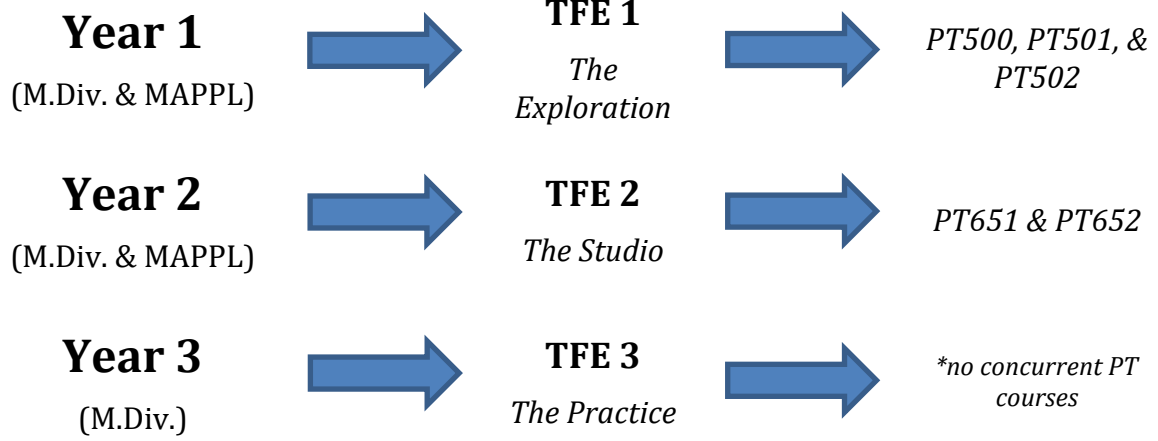 Year 1
(M.Div. & MAPPL)
TFE 1
The
Exploration
PT500, PT501, &
PT502
Year 2
(M.Div. & MAPPL)
TFE 2
The Studio
PT651 & PT652
Year 3
(M.Div.)
TFE 3
The Practice
*no concurrent PT
courses